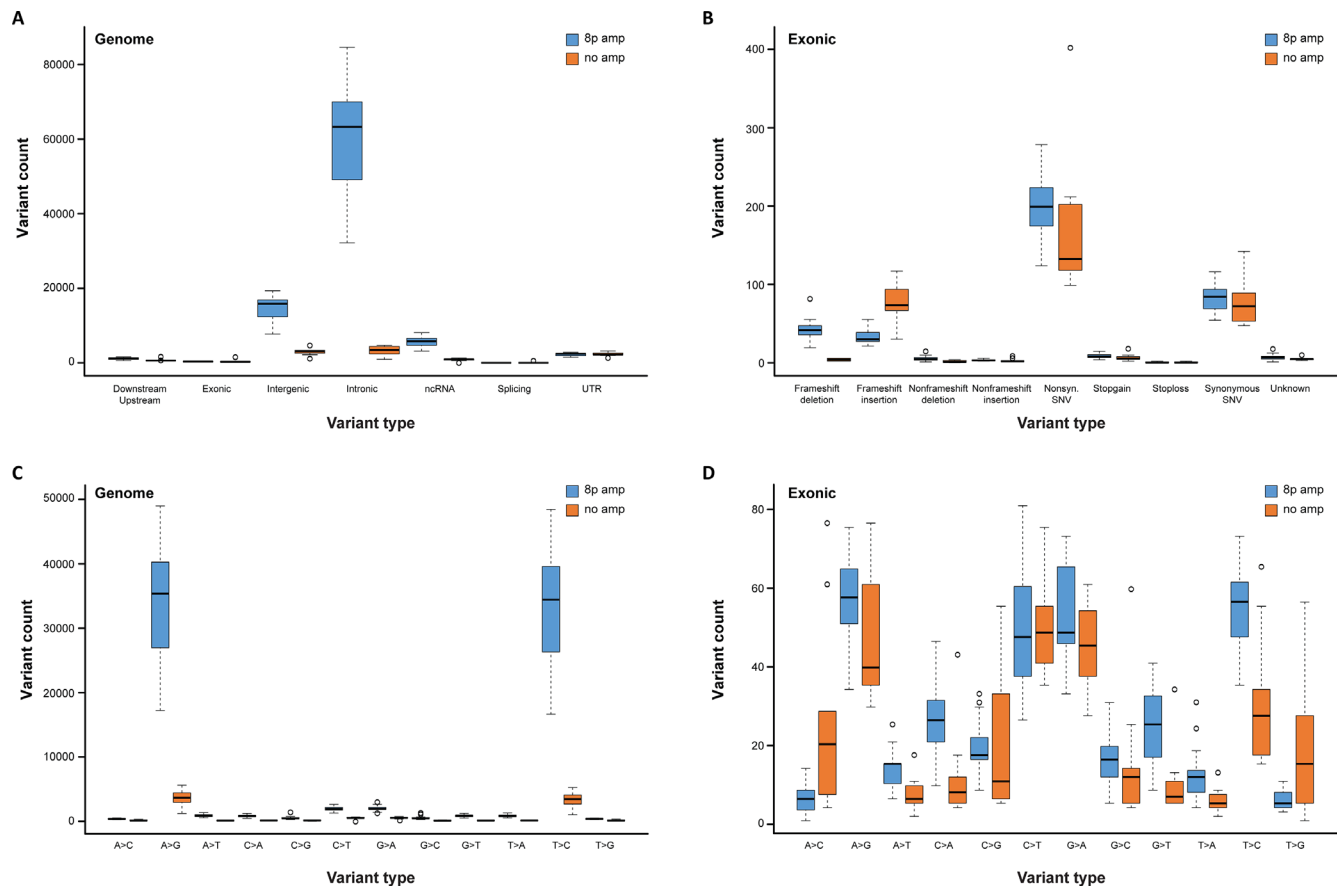 A
Genome
8p amp
no amp
80000
60000
40000
20000
0
Variant count
Downstream Upstream
Exonic
Intergenic
Intronic
ncRNA
Splicing
UTR
Variant type
B
Exonic
8p amp
no amp
400
300
200
100
0
Variant count
Frameshift deletion
Frameshift insertion
Nonframeshift deletion
Nonframeshift insertion
Nonsyn. SNV
Stopgain
Stoploss
Synonymous SNV
Unknown
Variant type
C
Genome
8p amp
no amp
50000
40000
30000
20000
10000
0
Variant count
A>C
A>G
A>T
C>A
C>G
C>T
G>A
G>C
G>T
T>A
T>C
T>G
Variant type
D
Exonic
8p amp
no amp
80
60
40
20
0
Variant count
A>C
A>G
A>T
C>A
C>G
C>T
G>A
G>C
G>T
T>A
T>C
T>G
Variant type